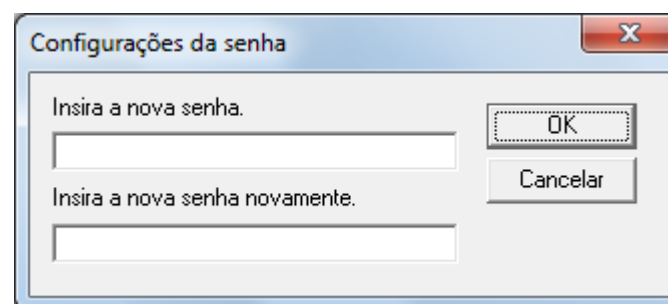 Configurações da senha
Insira a nova senha.
OK
Cancelar
Insira a nova senha novamente.